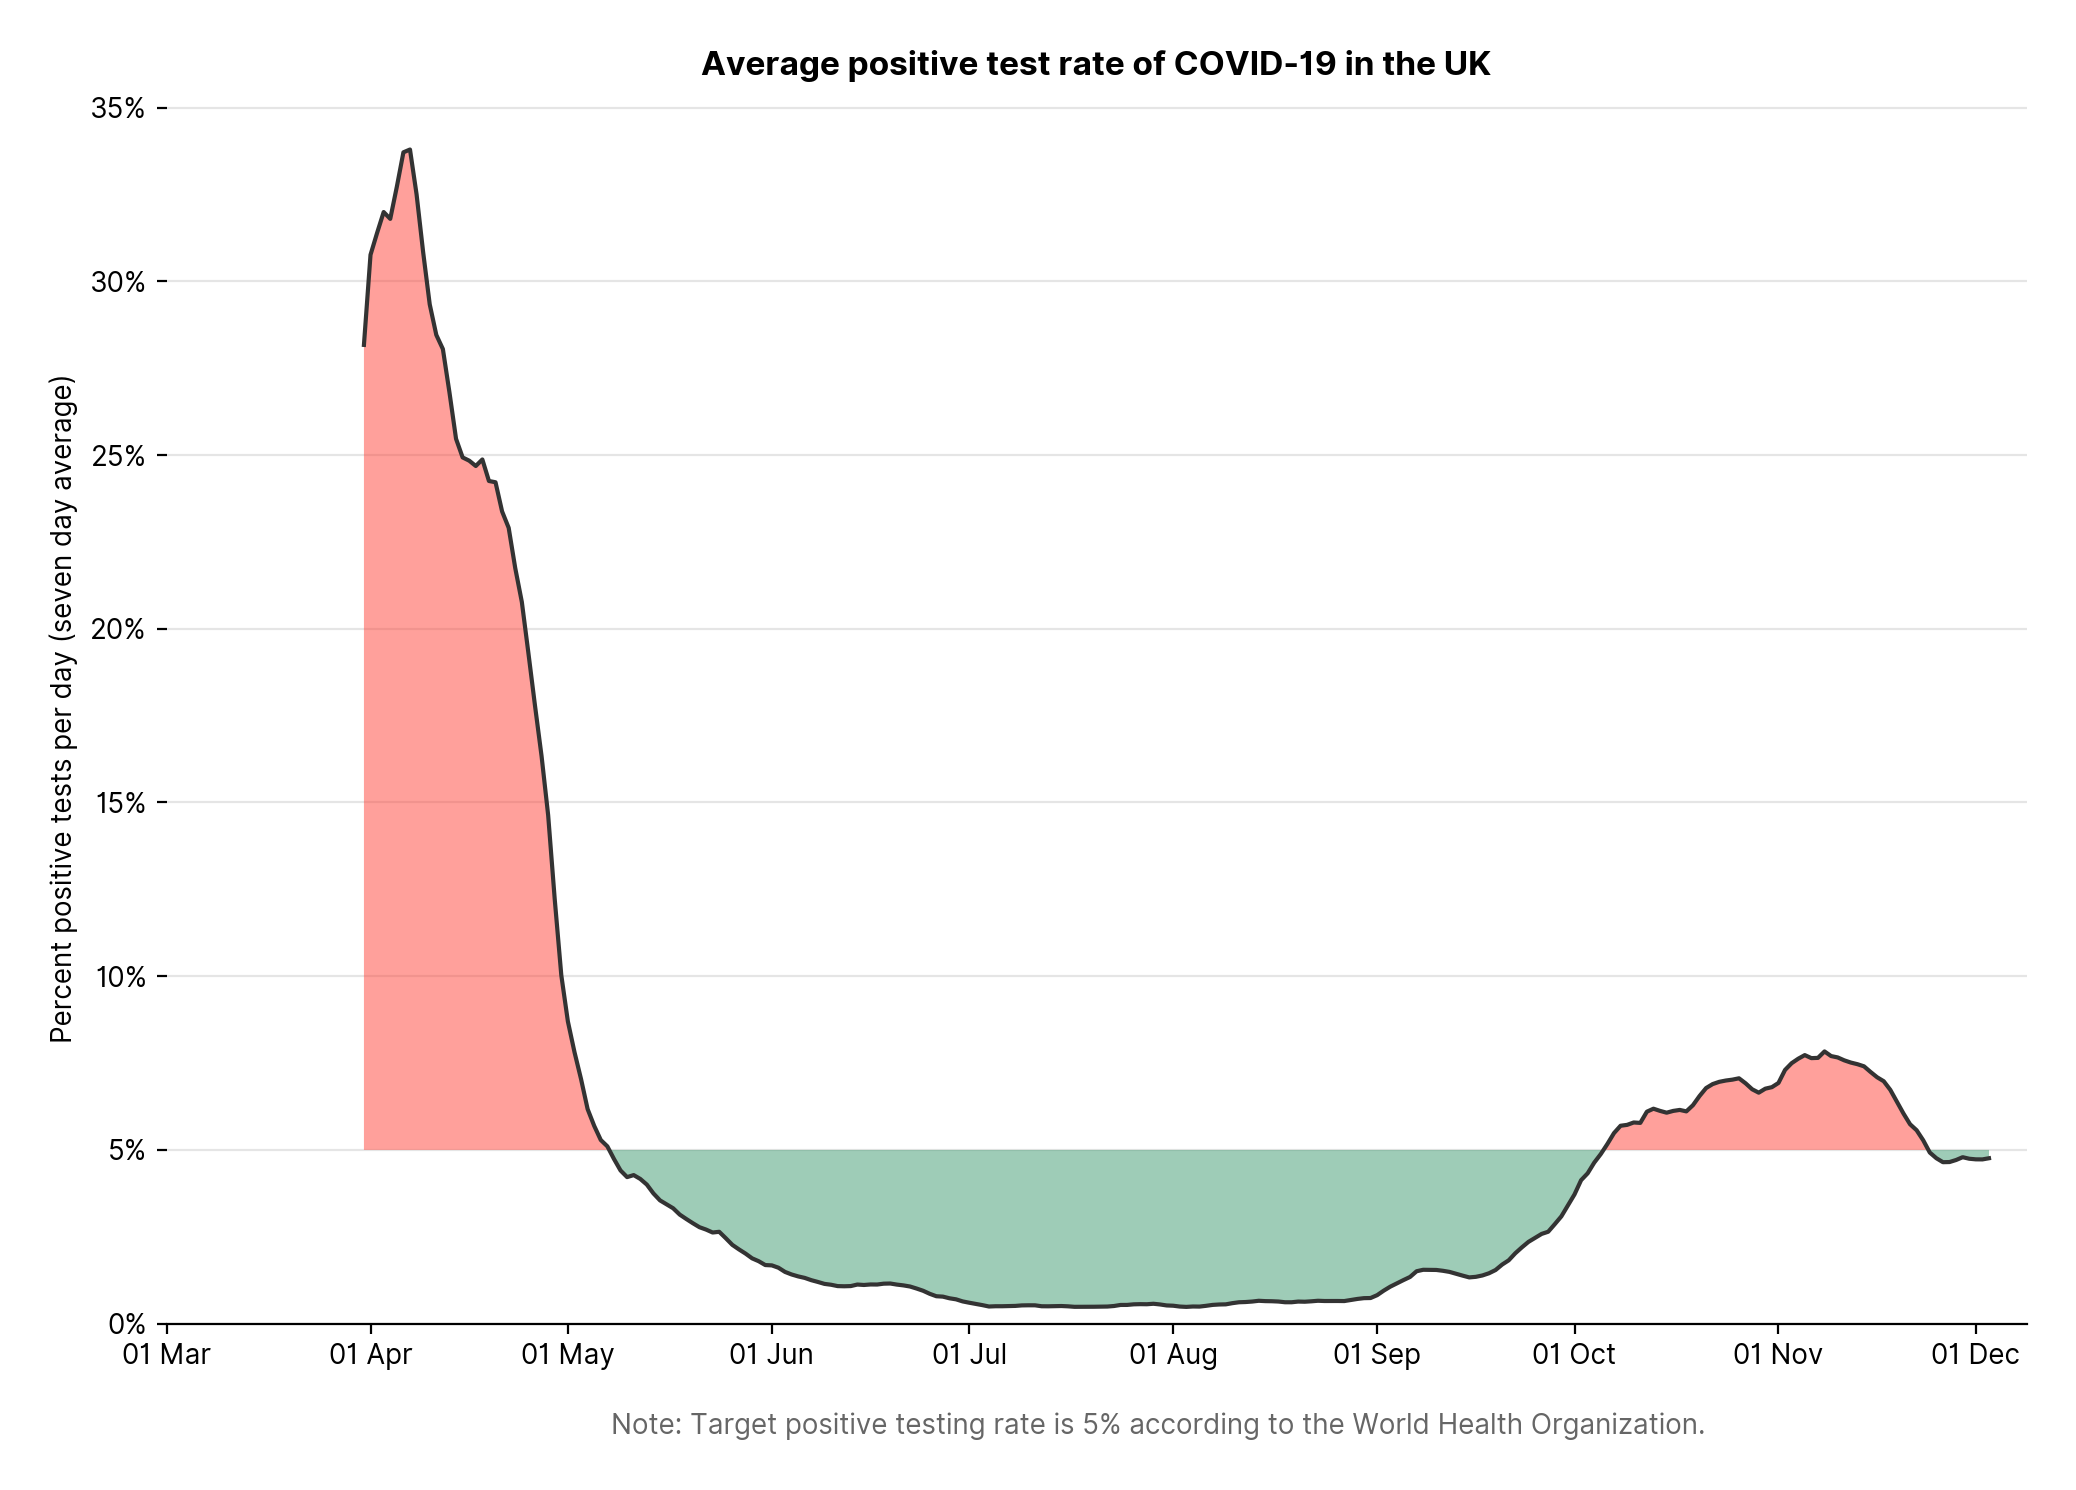 Average positive test rate of COVID-19 in the UK
Percent positive tests per day (seven day average)
35%
30%
25%
20%
15%
10%
5%
0%
01 Mar
01 Apr
01 May
01 Jun
01 Jul
01 Aug
01 Sep
01 Oct
01 Nov
01 Dec
Note: Target positive testing rate is 5% according to the World Health Organization.